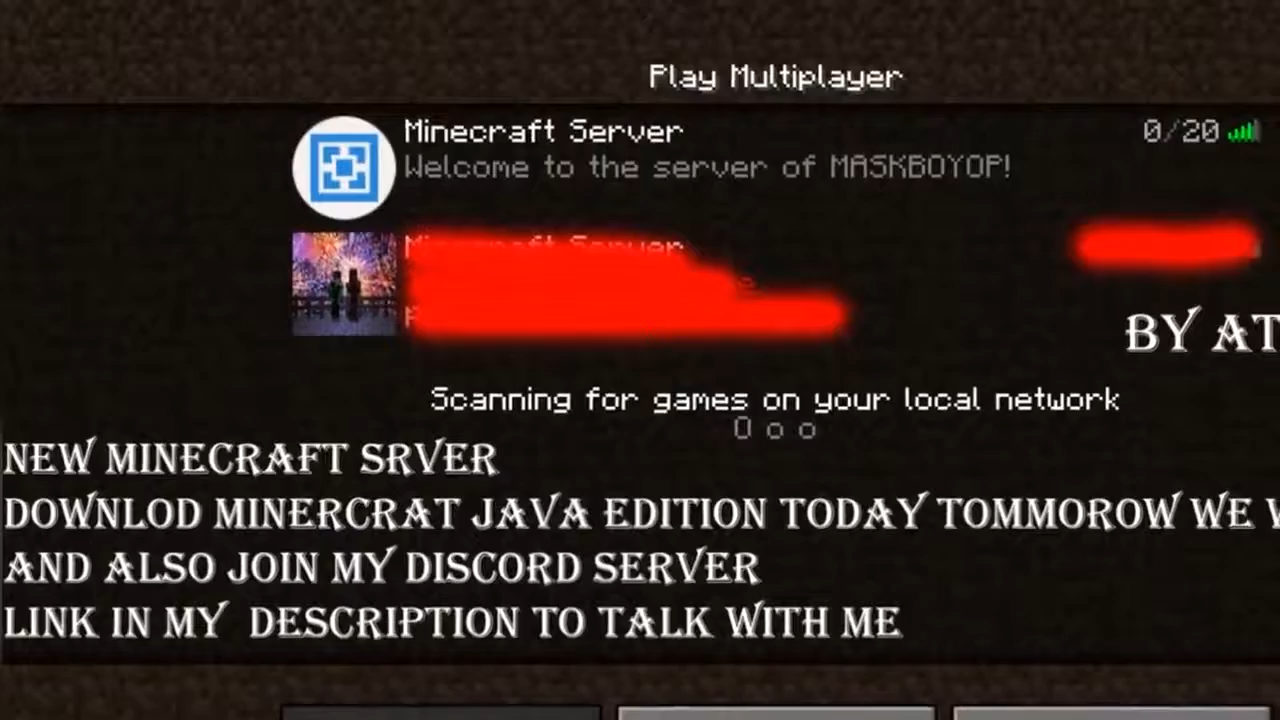 Play Multiplayer
Minecraft Server
0/20
Welcome to the server of MASKBOYOP!
Minecraft Server
BY AT
Scanning for games on your local network
O o o
NEW MINECRAFT SRVER
DOWNLOD MINERCRAT JAVA EDITION TODAY TOMMOROW WE
AND ALSO JOIN MY DISCORD SERVER
LINK IN MY DESCRIPTION TO TALK WITH ME